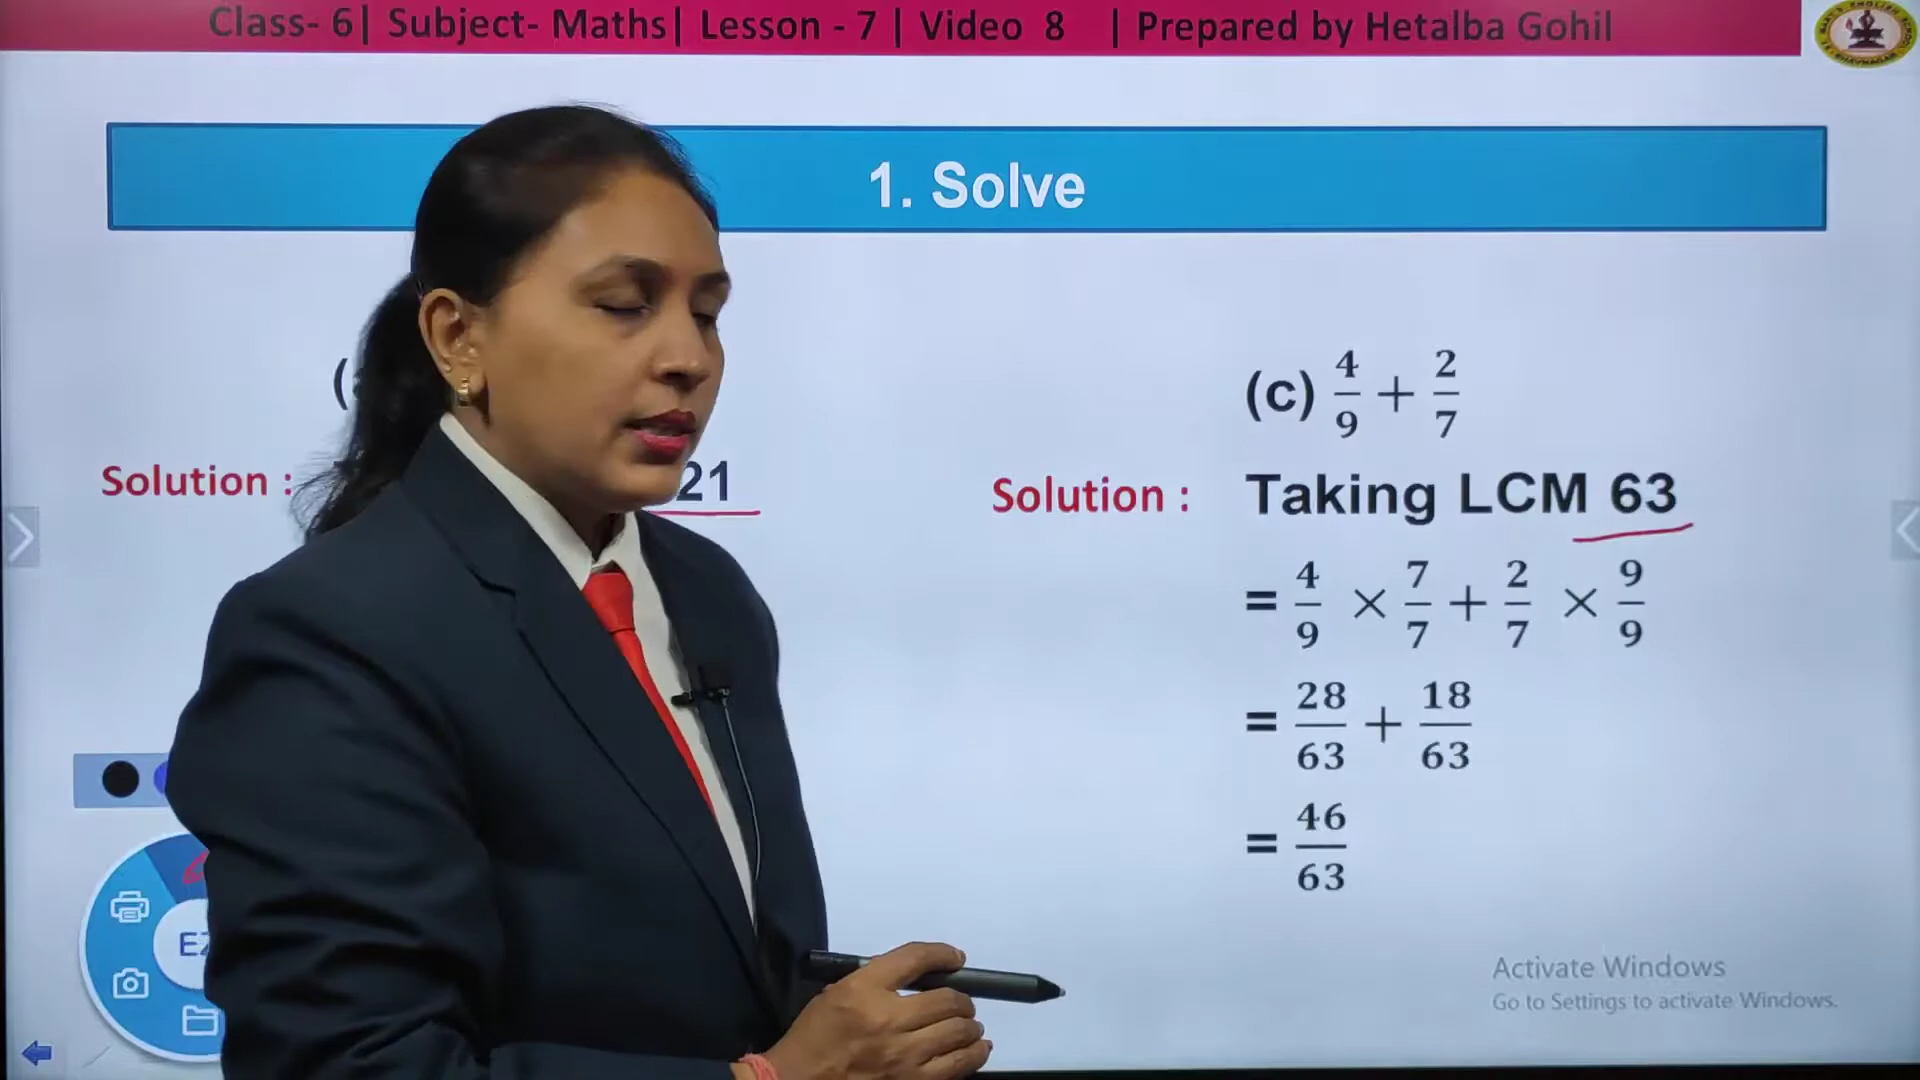 Class- 6| Subject- Maths| Lesson - 7 | Video 8 | Prepared by Hetalba Gohil
1. Solve
(c) 4/9 + 2/7
Solution : 21
Solution : Taking LCM 63
= 4/9 × 7/7 + 2/7 × 9/9
= 28/63 + 18/63
= 46/63
Activate Windows
Go to Settings to activate Windows.